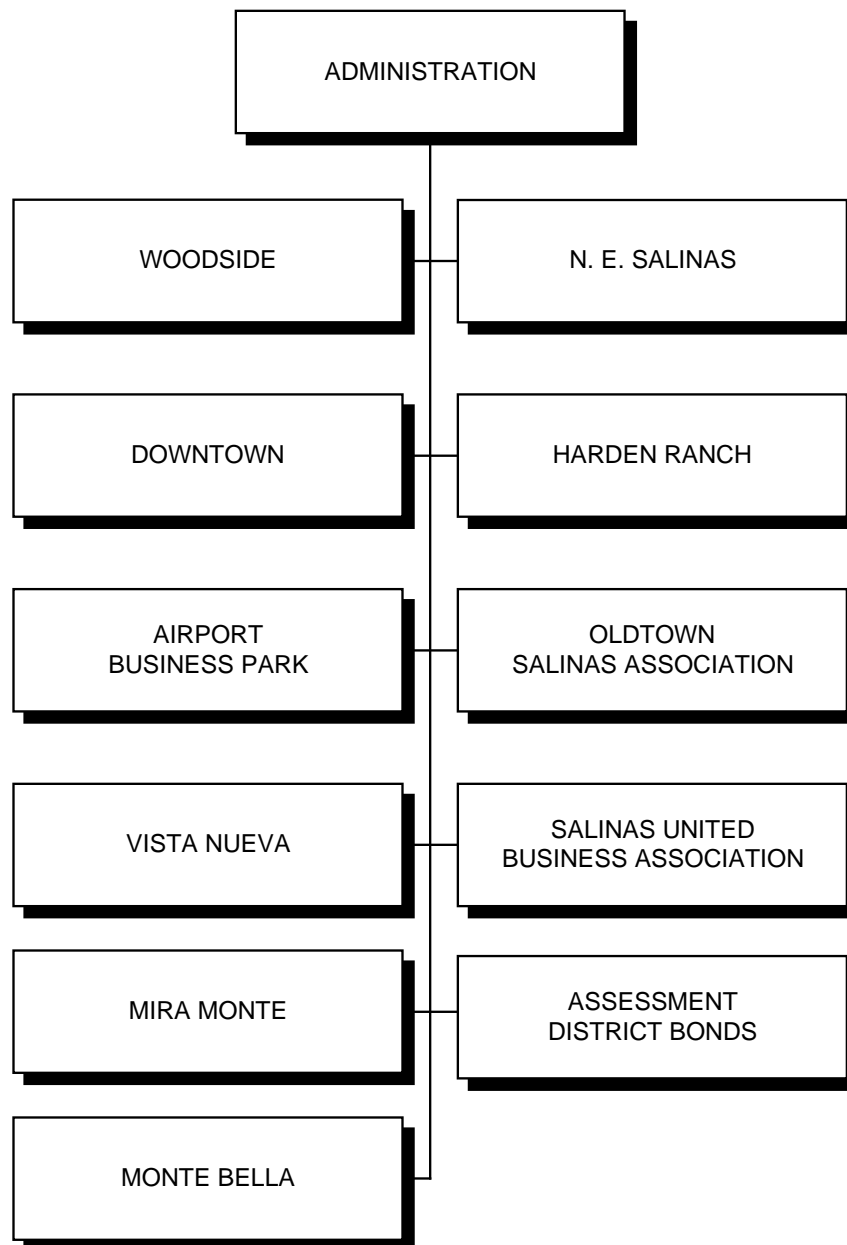 ADMINISTRATION
WOODSIDE
N. E. SALINAS
DOWNTOWN
HARDEN RANCH
AIRPORT
BUSINESS PARK
OLDTOWN
SALINAS ASSOCIATION
VISTA NUEVA
SALINAS UNITED
BUSINESS ASSOCIATION
MIRA MONTE
ASSESSMENT
DISTRICT BONDS
MONTE BELLA